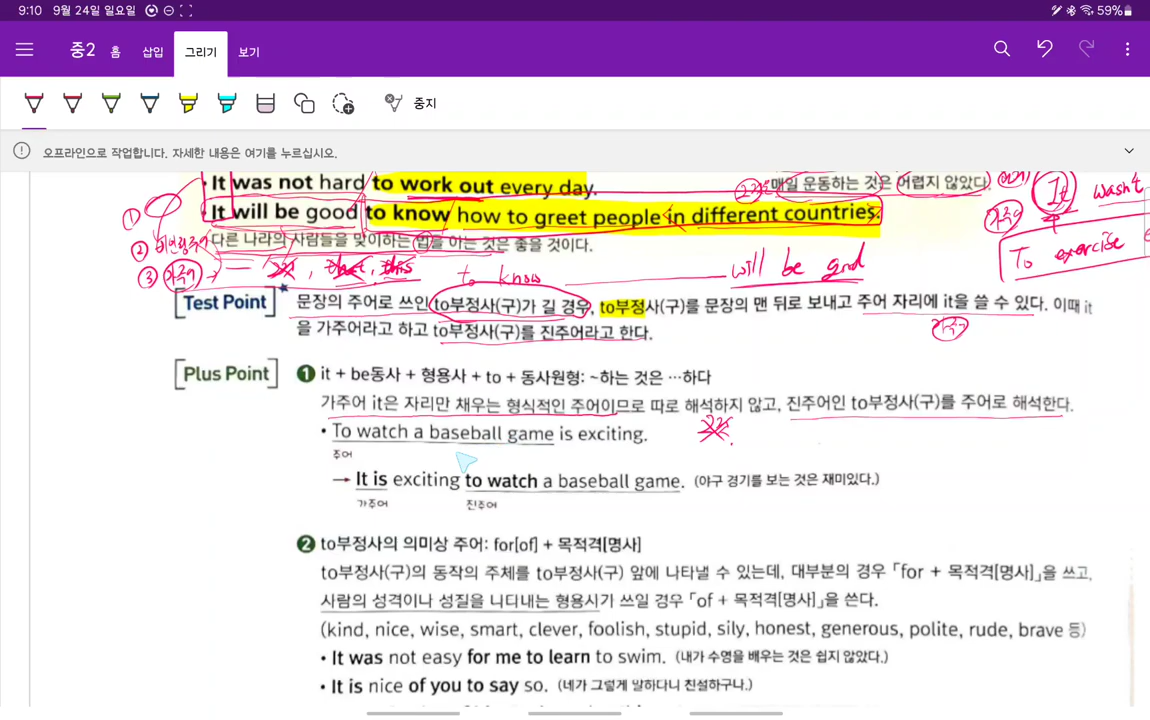 9:10 9월 24일 일요일 59%
중2 홈 삽입 그리기 보기
중지
오프라인으로 작업합니다. 자세한 내용은 여기를 누르십시오.
· It was not hard to work out every day. 매일 운동하는 것은 어렵지 않았다.
It wasn't
① · It will be good to know how to greet people in different countries. 가주어
② 비인칭주어 다른 나라의 사람들을 맞이하는 법을 아는 것은 좋을 것이다.
To exercise
③ 가주어 → that, this
to know will be good
[Test Point] 문장의 주어로 쓰인 to부정사(구)가 길 경우, to부정사(구)를 문장의 맨 뒤로 보내고 주어 자리에 it을 쓸 수 있다. 이때 it
을 가주어라고 하고 to부정사(구)를 진주어라고 한다. 가주어
[Plus Point] ❶ it + be동사 + 형용사 + to + 동사원형: ~하는 것은 …하다
가주어 it은 자리만 채우는 형식적인 주어이므로 따로 해석하지 않고, 진주어인 to부정사(구)를 주어로 해석한다.
• To watch a baseball game is exciting.
주어
→ It is exciting to watch a baseball game. (야구 경기를 보는 것은 재미있다.)
가주어 진주어
❷ to부정사의 의미상 주어: for[of] + 목적격[명사]
to부정사(구)의 동작의 주체를 to부정사(구) 앞에 나타낼 수 있는데, 대부분의 경우 「for + 목적격[명사]」을 쓰고,
사람의 성격이나 성질을 나타내는 형용사가 쓰일 경우 「of + 목적격[명사]」을 쓴다.
(kind, nice, wise, smart, clever, foolish, stupid, sily, honest, generous, polite, rude, brave 등)
• It was not easy for me to learn to swim. (내가 수영을 배우는 것은 쉽지 않았다.)
• It is nice of you to say so. (네가 그렇게 말하다니 친절하구나.)